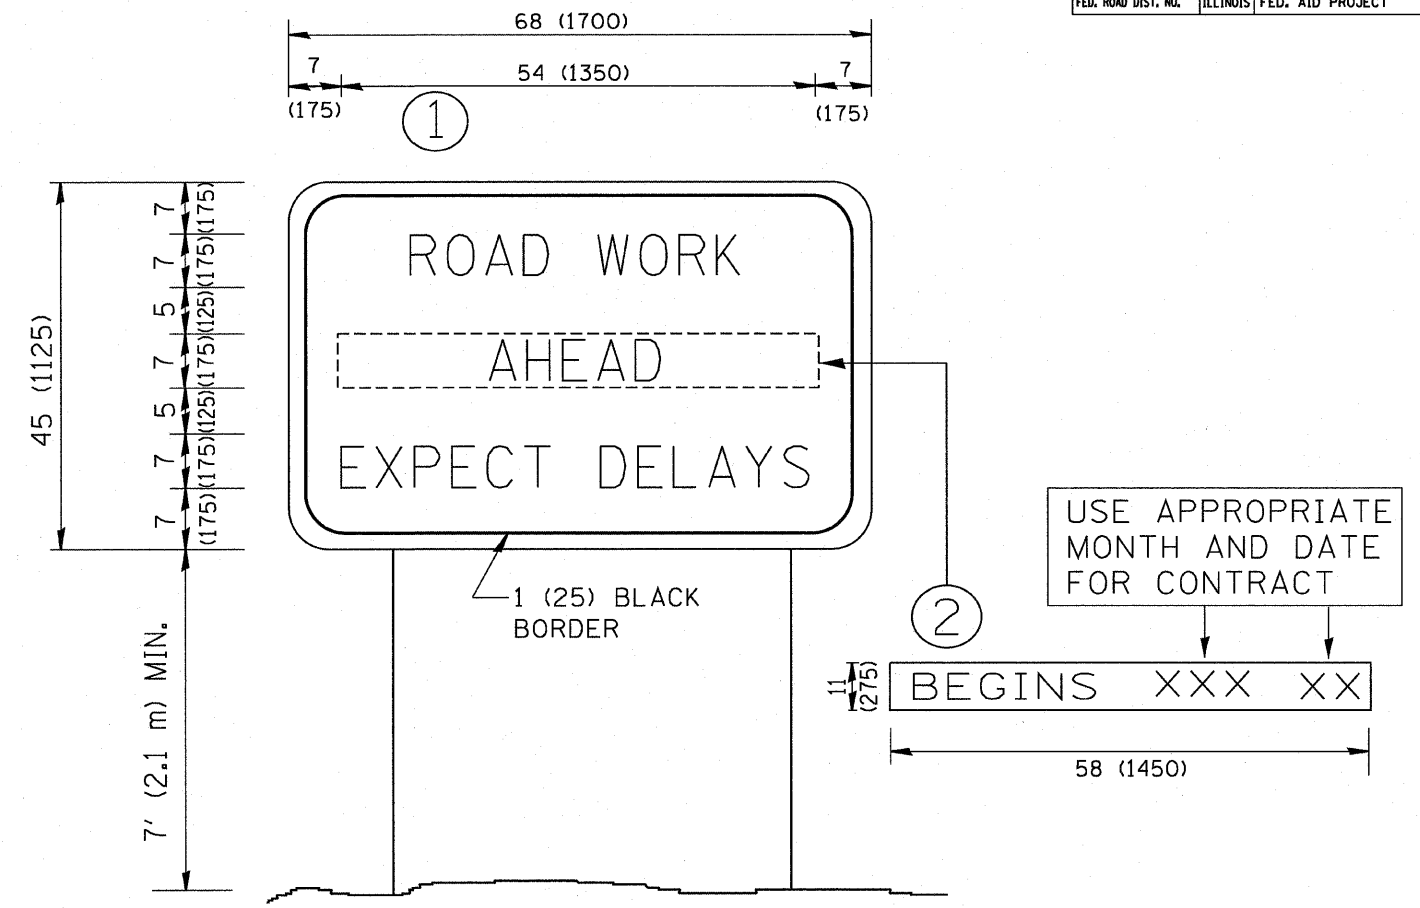 FED. ROAD DIST. NO. ILLINOIS FED. AID PROJECT
68 (1700)
7 54 (1350) 7
(175) (175)
1
45 (1125)
7 (175)
7 (175)
5 (125)
7 (175)
5 (125)
7 (175)
7 (175)
ROAD WORK
AHEAD
EXPECT DELAYS
1 (25) BLACK
BORDER
7' (2.1 m) MIN.
2
USE APPROPRIATE
MONTH AND DATE
FOR CONTRACT
11
(275)
BEGINS XXX XX
58 (1450)